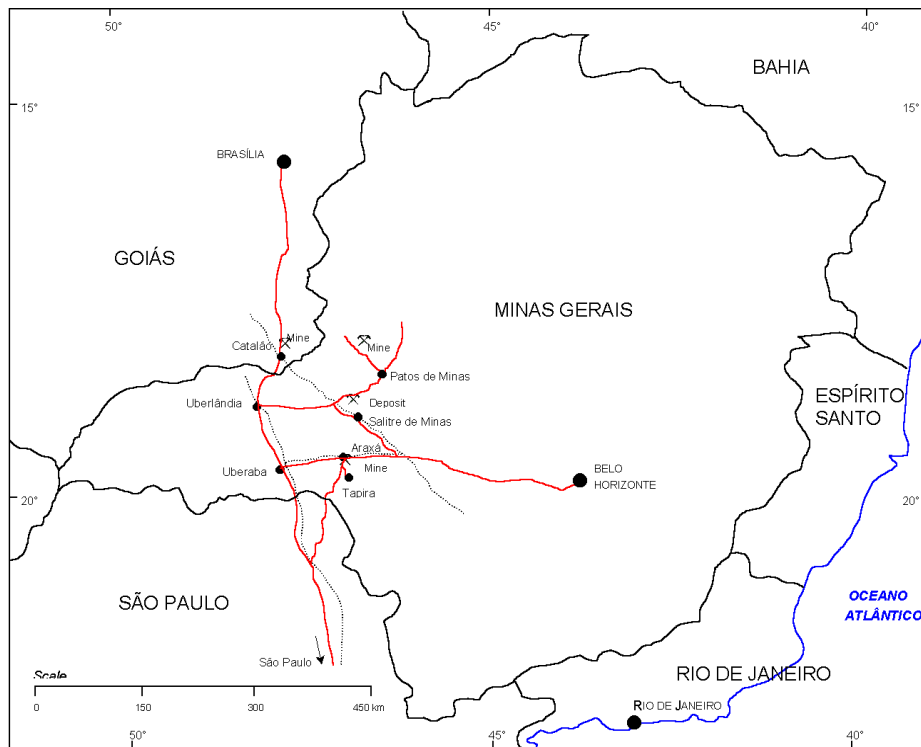 50°
45°
40°
BAHIA
15°
15°
BRASÍLIA
GOIÁS
MINAS GERAIS
Mine
Catalão
Mine
Patos de Minas
ESPÍRITO
SANTO
Deposit
Uberlândia
Salitre de Minas
Araxá
Mine
Uberaba
BELO
HORIZONTE
Tapira
20°
20°
SÃO PAULO
OCEANO
ATLÂNTICO
São Paulo
RIO DE JANEIRO
Scale
0
150
300
450 km
RIO DE JANEIRO
50°
45°
40°